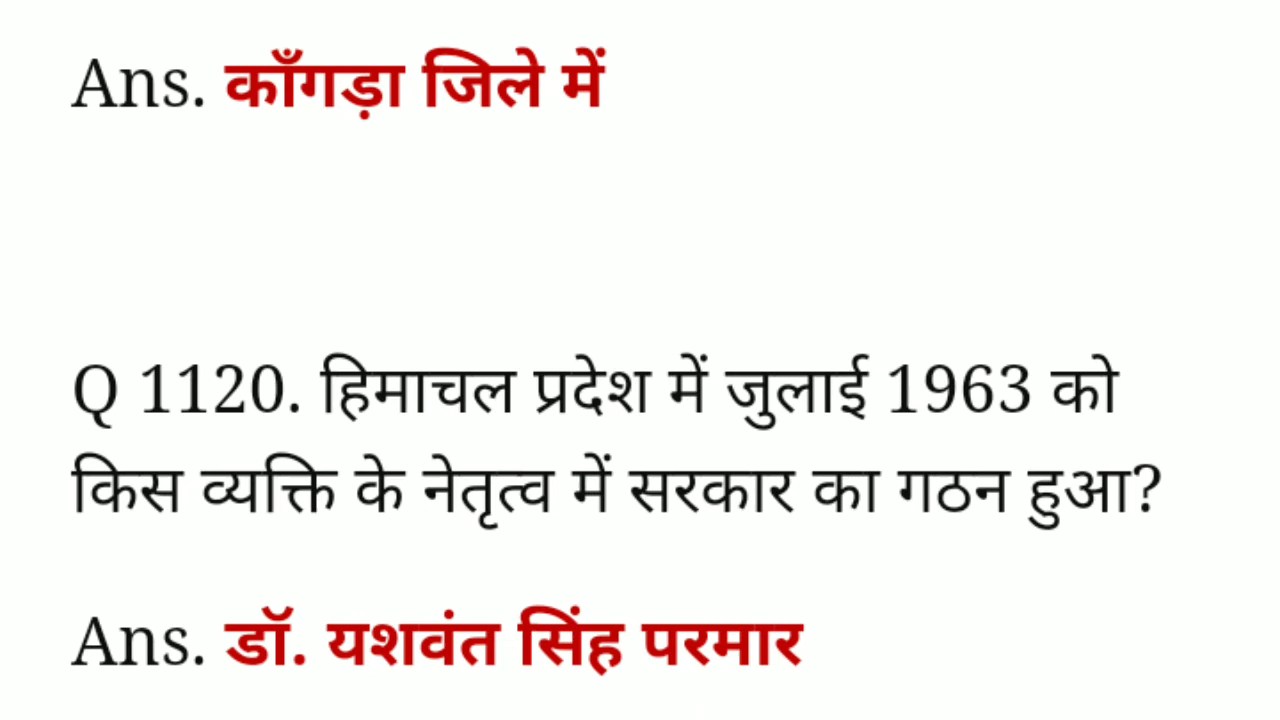 Ans. काँगड़ा जिले में
Q 1120. हिमाचल प्रदेश में जुलाई 1963 को
किस व्यक्ति के नेतृत्व में सरकार का गठन हुआ?
Ans. डॉ. यशवंत सिंह परमार